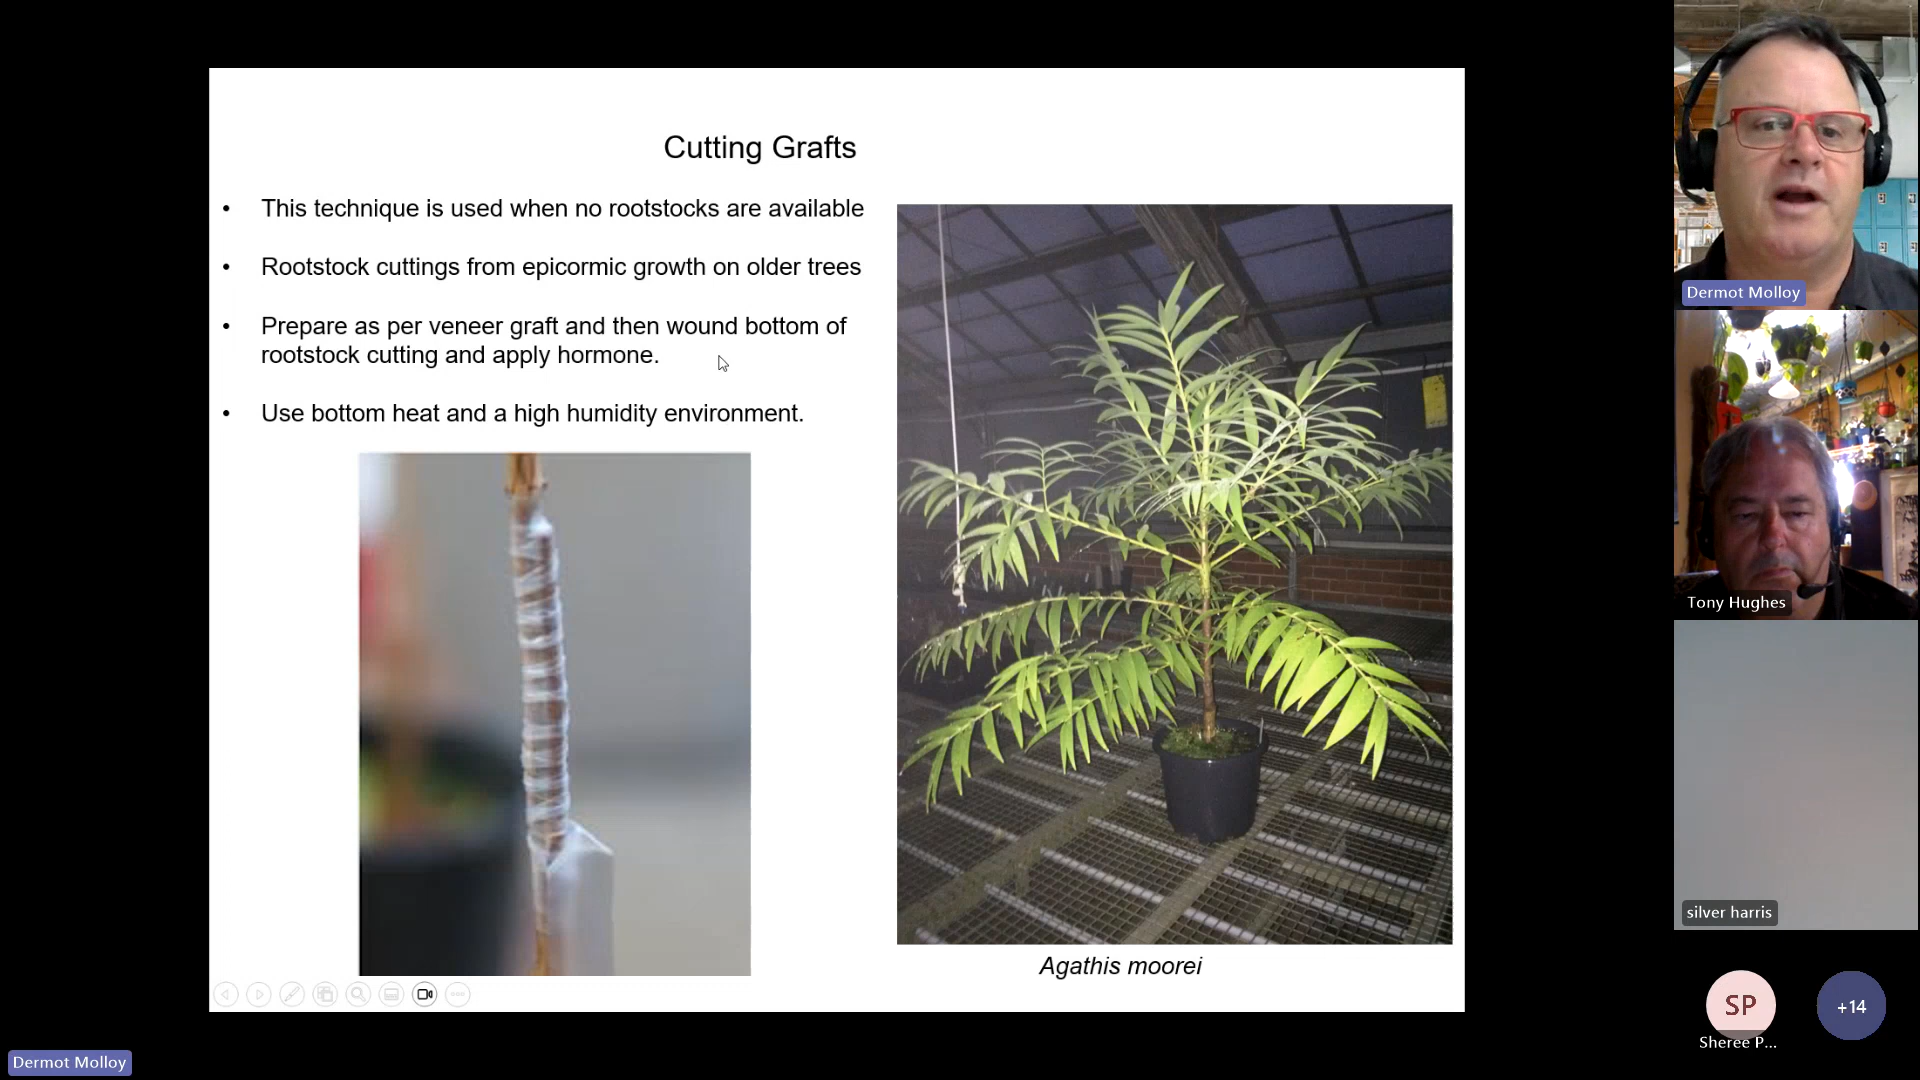 Cutting Grafts
• This technique is used when no rootstocks are available
• Rootstock cuttings from epicormic growth on older trees
• Prepare as per veneer graft and then wound bottom of
rootstock cutting and apply hormone.
• Use bottom heat and a high humidity environment.
Agathis moorei
Dermot Molloy
Tony Hughes
silver harris
SP
Sheree P...
+14
Dermot Molloy